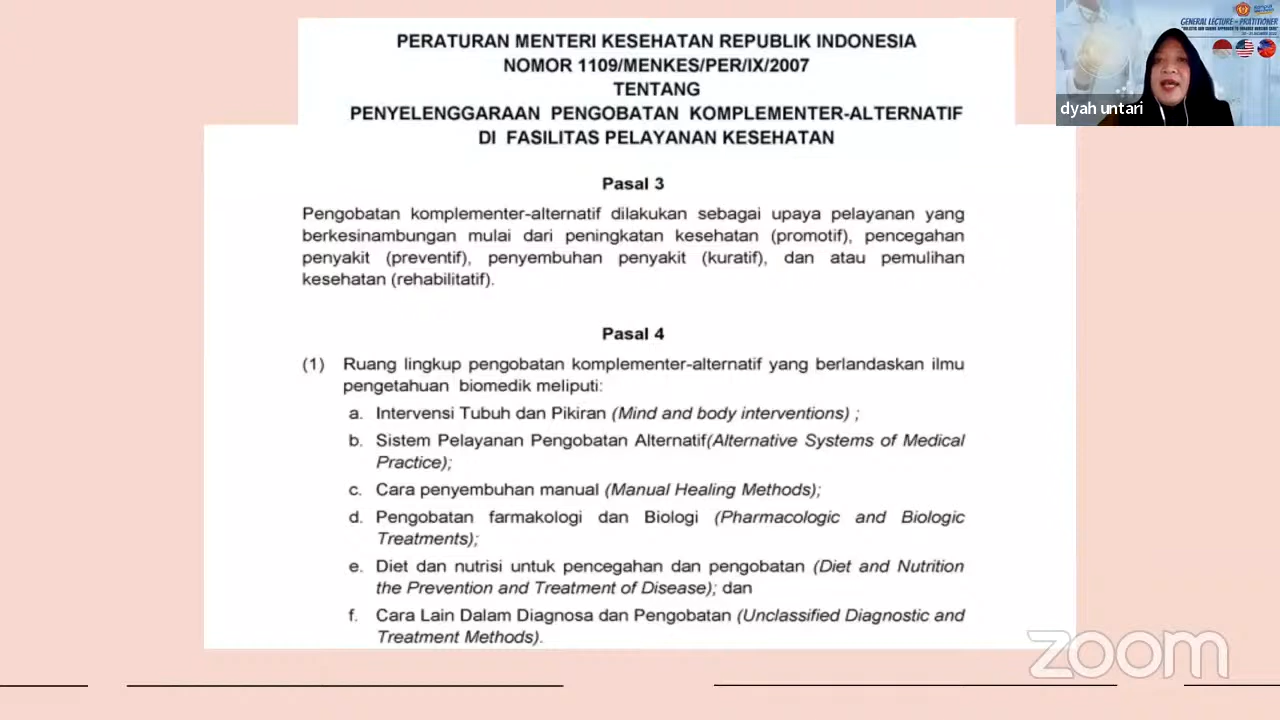 PERATURAN MENTERI KESEHATAN REPUBLIK INDONESIA
NOMOR 1109/MENKES/PER/IX/2007
TENTANG
PENYELENGGARAAN PENGOBATAN KOMPLEMENTER-ALTERNATIF
DI FASILITAS PELAYANAN KESEHATAN
Pasal 3
Pengobatan komplementer-alternatif dilakukan sebagai upaya pelayanan yang
berkesinambungan mulai dari peningkatan kesehatan (promotif), pencegahan
penyakit (preventif), penyembuhan penyakit (kuratif), dan atau pemulihan
kesehatan (rehabilitatif).
Pasal 4
(1) Ruang lingkup pengobatan komplementer-alternatif yang berlandaskan ilmu
pengetahuan biomedik meliputi:
a. Intervensi Tubuh dan Pikiran (Mind and body interventions) ;
b. Sistem Pelayanan Pengobatan Alternatif(Alternative Systems of Medical
Practice);
c. Cara penyembuhan manual (Manual Healing Methods);
d. Pengobatan farmakologi dan Biologi (Pharmacologic and Biologic
Treatments);
e. Diet dan nutrisi untuk pencegahan dan pengobatan (Diet and Nutrition
the Prevention and Treatment of Disease); dan
f. Cara Lain Dalam Diagnosa dan Pengobatan (Unclassified Diagnostic and
Treatment Methods).
GENERAL LECTURE - PRATITIONER
dyah untari
zoom